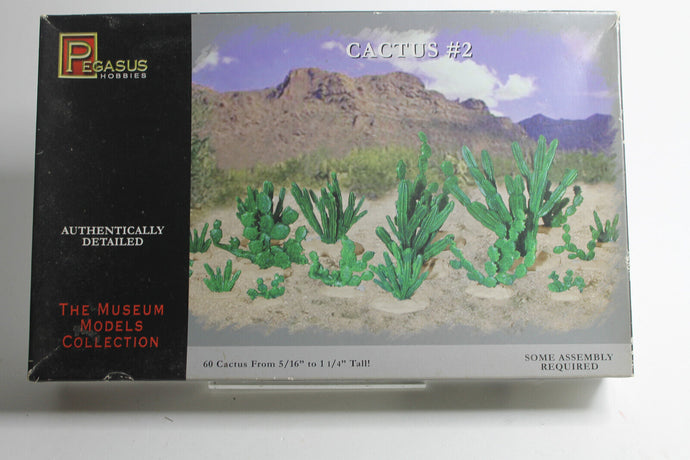 PEGASUS
HOBBIES
CACTUS #2
AUTHENTICALLY
DETAILED
THE MUSEUM
MODELS
COLLECTION
60 CACTUS FROM 5/16" TO 1 1/4" TALL!
SOME ASSEMBLY
REQUIRED